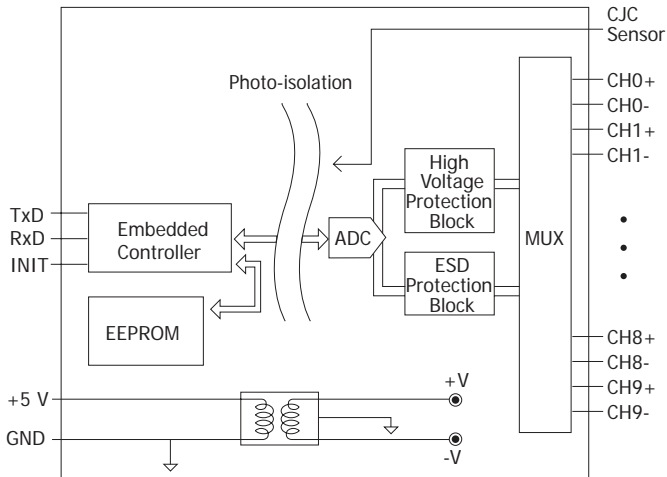 CJC
Sensor
Photo-isolation
CH0+
CH0-
CH1+
CH1-
High
Voltage
Protection
Block
TxD
RxD
INIT
Embedded
Controller
ADC
MUX
ESD
Protection
Block
EEPROM
CH8+
CH8-
CH9+
CH9-
+5 V
GND
+V
-V